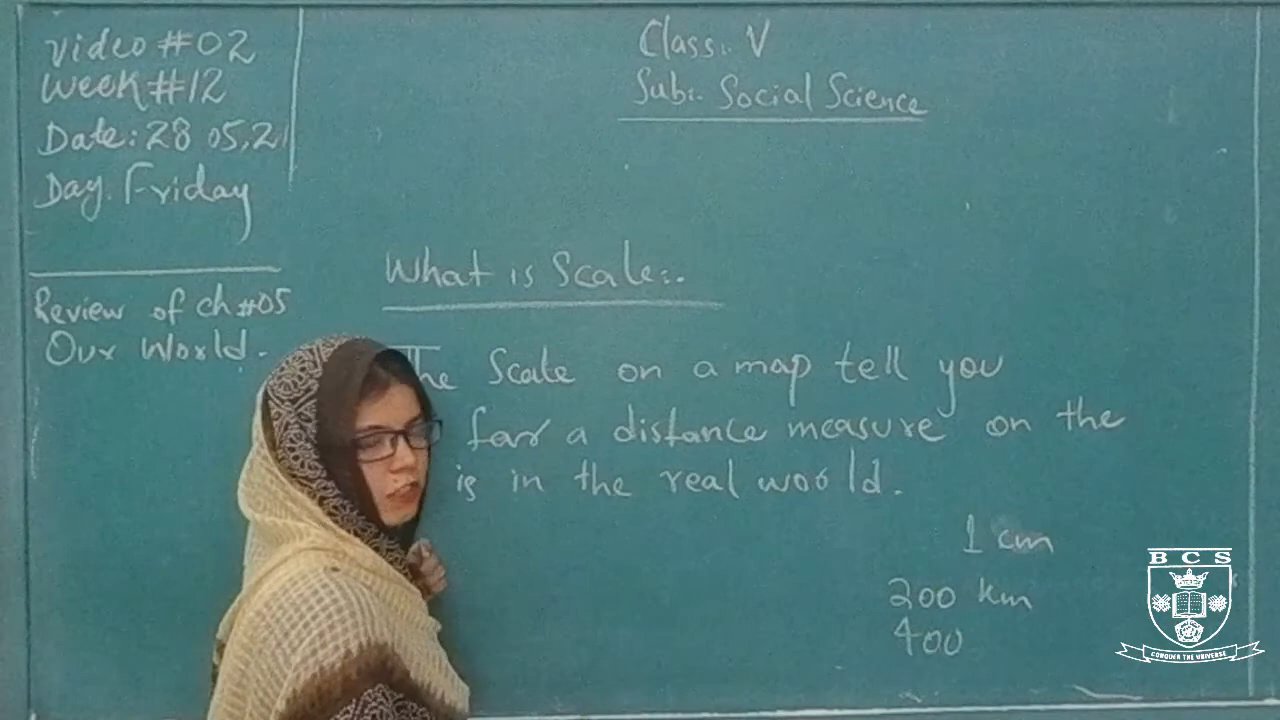 video #02
Week #12
Date: 28 05.21
Day. Friday
Class:. V
Sub:. Social Science
Review of ch #05
Our World.
What is Scale:.
The Scale on a map tell you
far a distance measure on the
is in the real world.
1 cm
200 km
400
B C S
CONQUER THE UNIVERSE